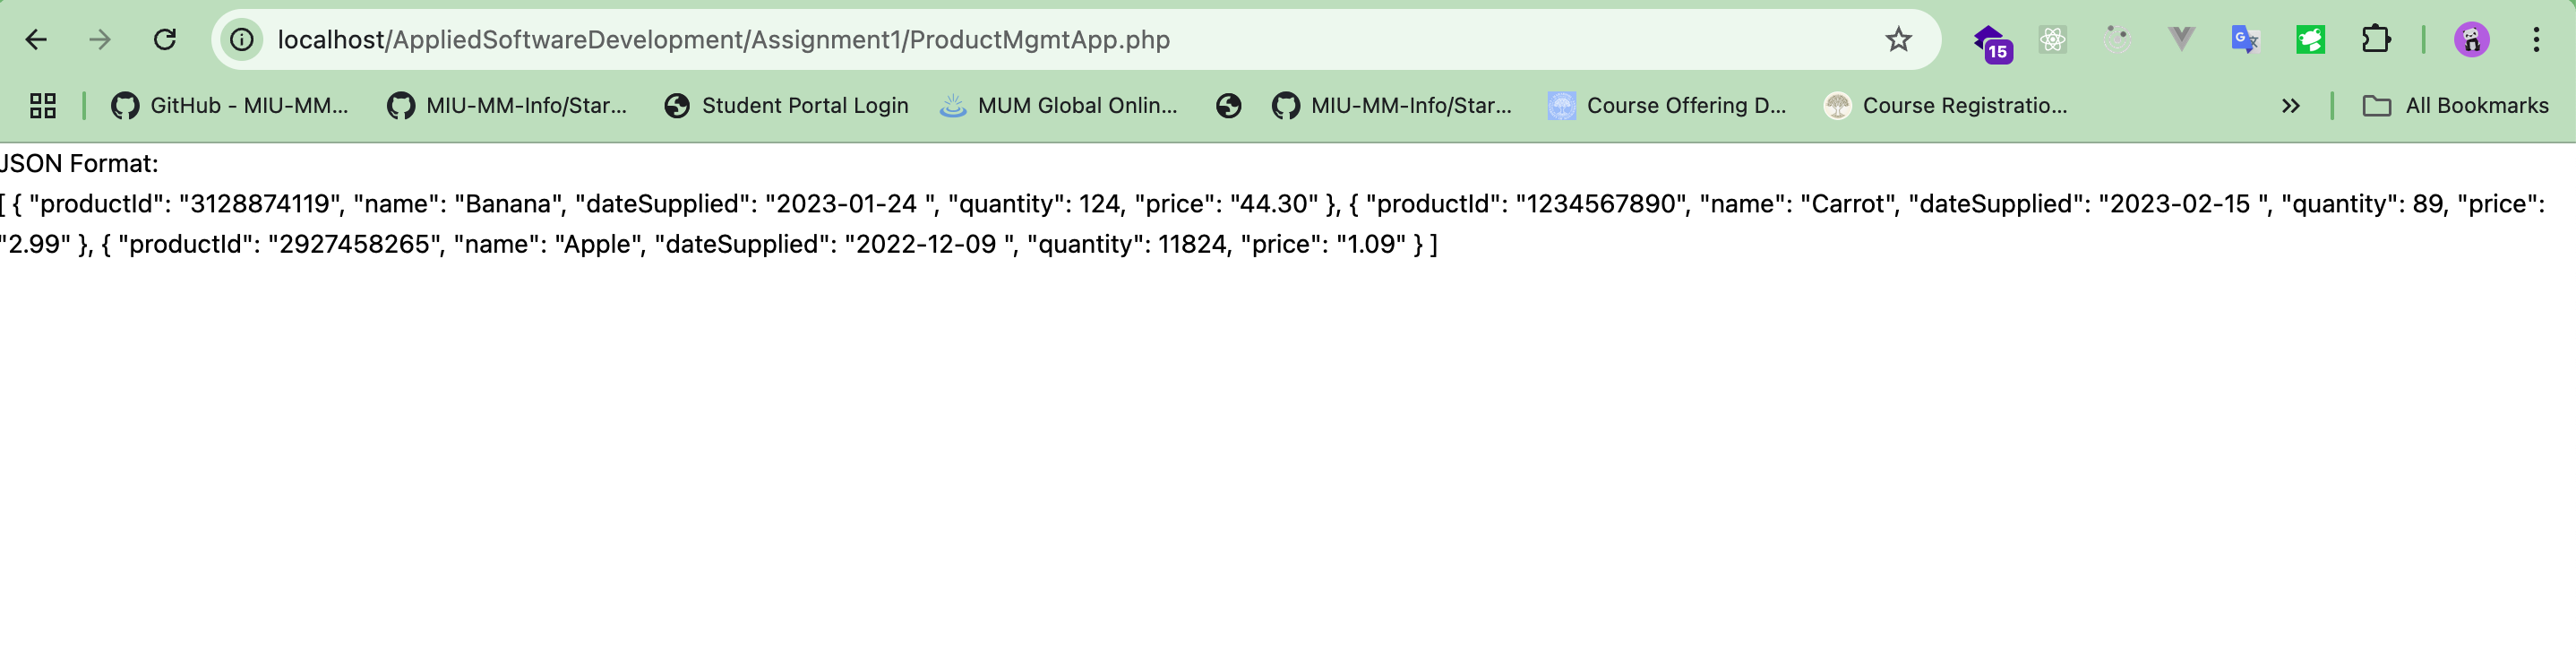 localhost/AppliedSoftwareDevelopment/Assignment1/ProductMgmtApp.php
15
GitHub - MIU-MM... MIU-MM-Info/Star... Student Portal Login MUM Global Onlin... MIU-MM-Info/Star... Course Offering D... Course Registratio... All Bookmarks
JSON Format:
[ { "productId": "3128874119", "name": "Banana", "dateSupplied": "2023-01-24 ", "quantity": 124, "price": "44.30" }, { "productId": "1234567890", "name": "Carrot", "dateSupplied": "2023-02-15 ", "quantity": 89, "price":
"2.99" }, { "productId": "2927458265", "name": "Apple", "dateSupplied": "2022-12-09 ", "quantity": 11824, "price": "1.09" } ]